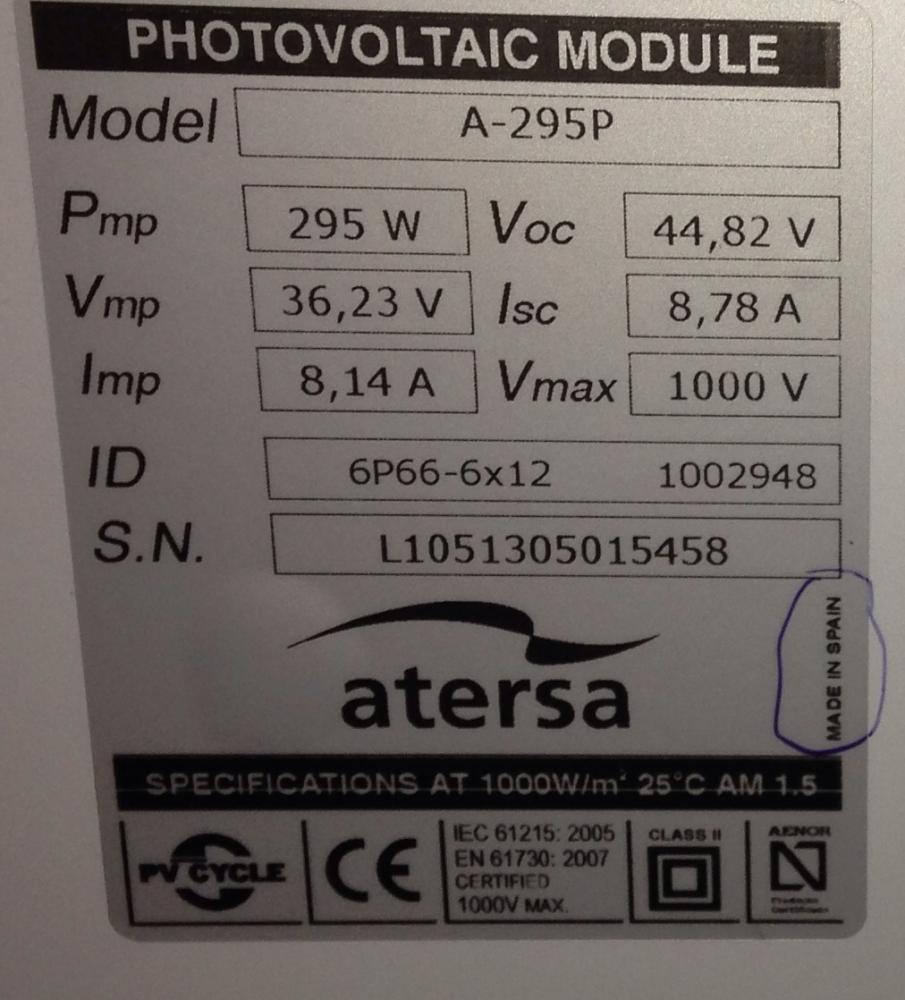 PHOTOVOLTAIC MODULE
Model A-295P
Pmp 295 W Voc 44,82 V
Vmp 36,23 V Isc 8,78 A
Imp 8,14 A Vmax 1000 V
ID 6P66-6x12 1002948
S.N. L1051305015458
MADE IN SPAIN
atersa
SPECIFICATIONS AT 1000W/m² 25°C AM 1.5
PV CYCLE
CE
IEC 61215: 2005
EN 61730: 2007
CERTIFIED
1000V MAX.
CLASS II
AENOR
N
Producto
Certificado